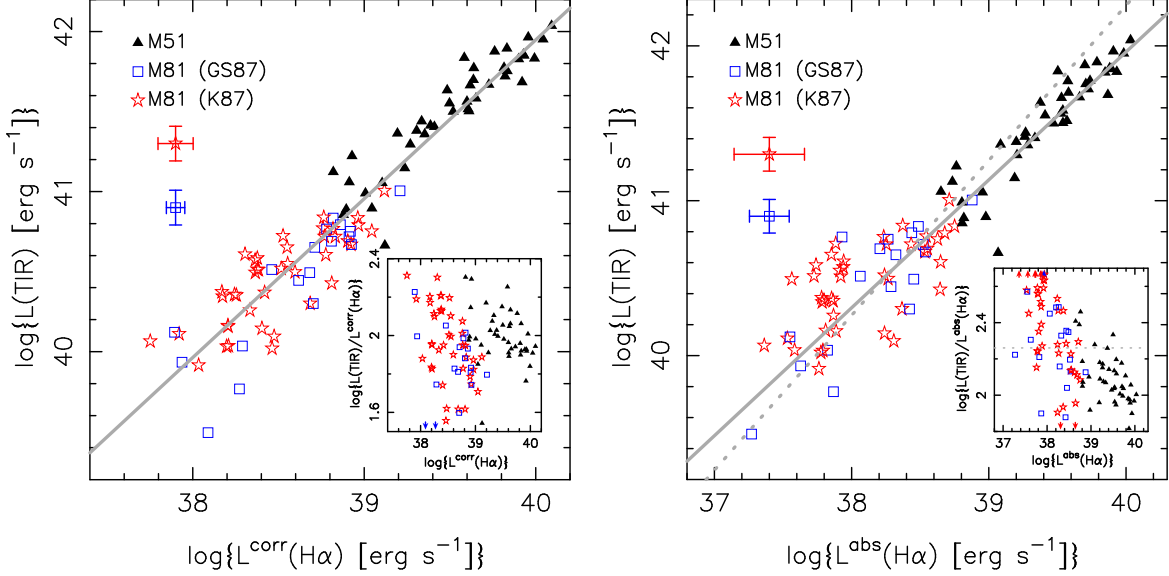 M51
M81 (GS87)
M81 (K87)
42
41
40
38
39
40
log{L(TIR) [erg s⁻¹]}
log{L^corr(Hα) [erg s⁻¹]}
2.4
2
1.6
38
39
40
log{L(TIR)/L^corr(Hα)}
log{L^corr(Hα)}
M51
M81 (GS87)
M81 (K87)
42
41
40
37
38
39
40
log{L(TIR) [erg s⁻¹]}
log{L^abs(Hα) [erg s⁻¹]}
2.4
2
37
38
39
40
log{L(TIR)/L^abs(Hα)}
log{L^abs(Hα)}